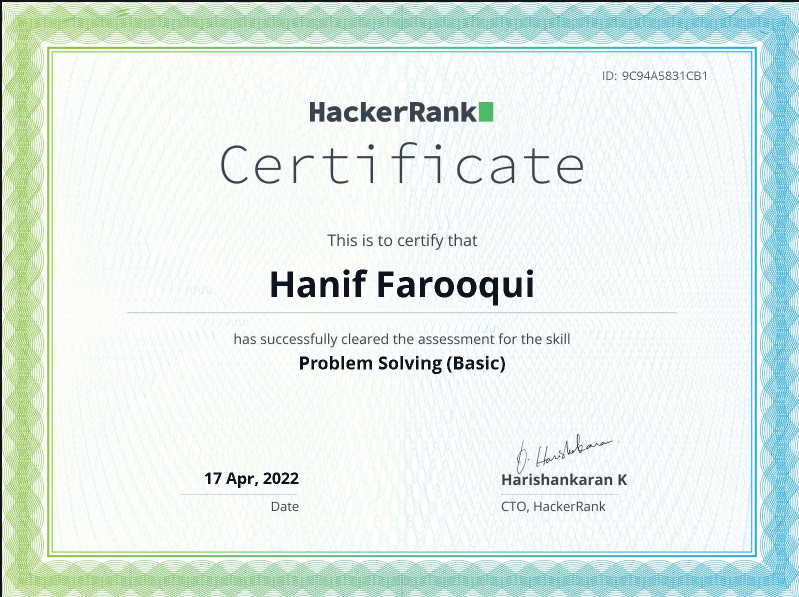 ID: 9C94A5831CB1
HackerRank
Certificate
This is to certify that
Hanif Farooqui
has successfully cleared the assessment for the skill
Problem Solving (Basic)
17 Apr, 2022
Date
D. Harishankaran
Harishankaran K
CTO, HackerRank